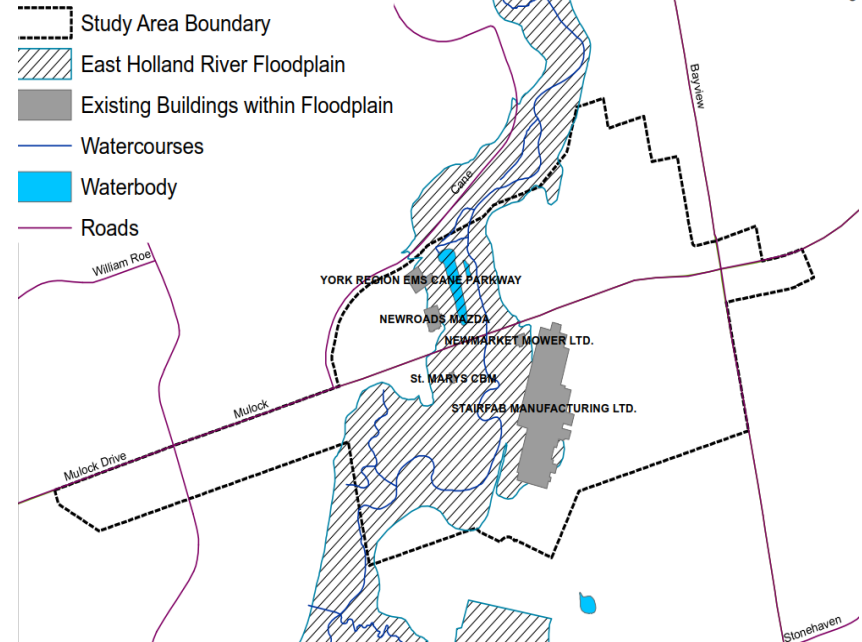 Study Area Boundary
East Holland River Floodplain
Existing Buildings within Floodplain
Watercourses
Waterbody
Roads
Bayview
Cane
William Roe
YORK REGION EMS CANE PARKWAY
NEWROADS MAZDA
NEWMARKET MOWER LTD.
St. MARYS CBM
STAIRFAB MANUFACTURING LTD.
Mulock
Mulock Drive
Stonehaven